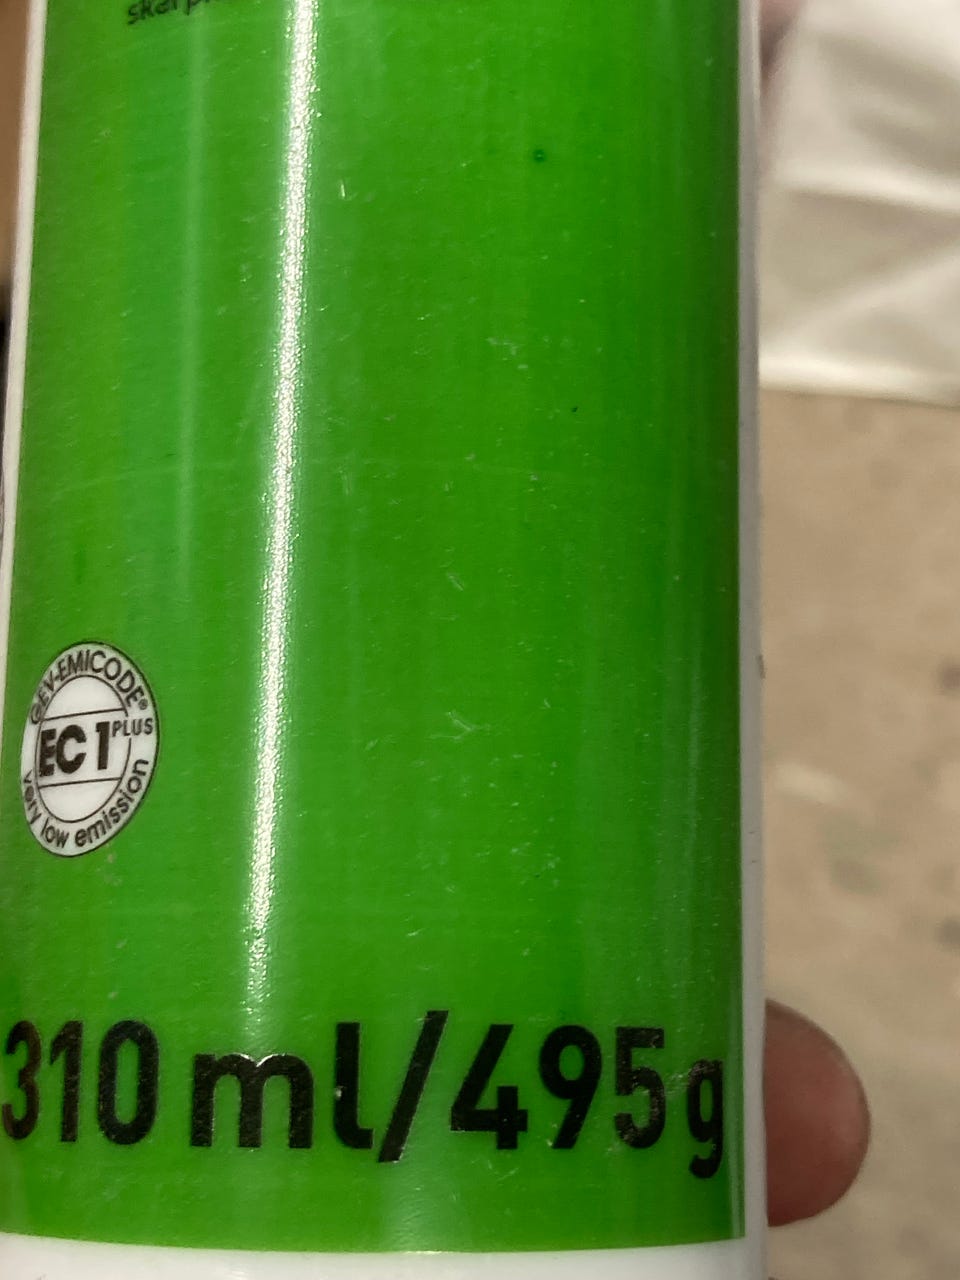 GEV-EMICODE®
EC 1 PLUS
very low emission
310 ml/495 g